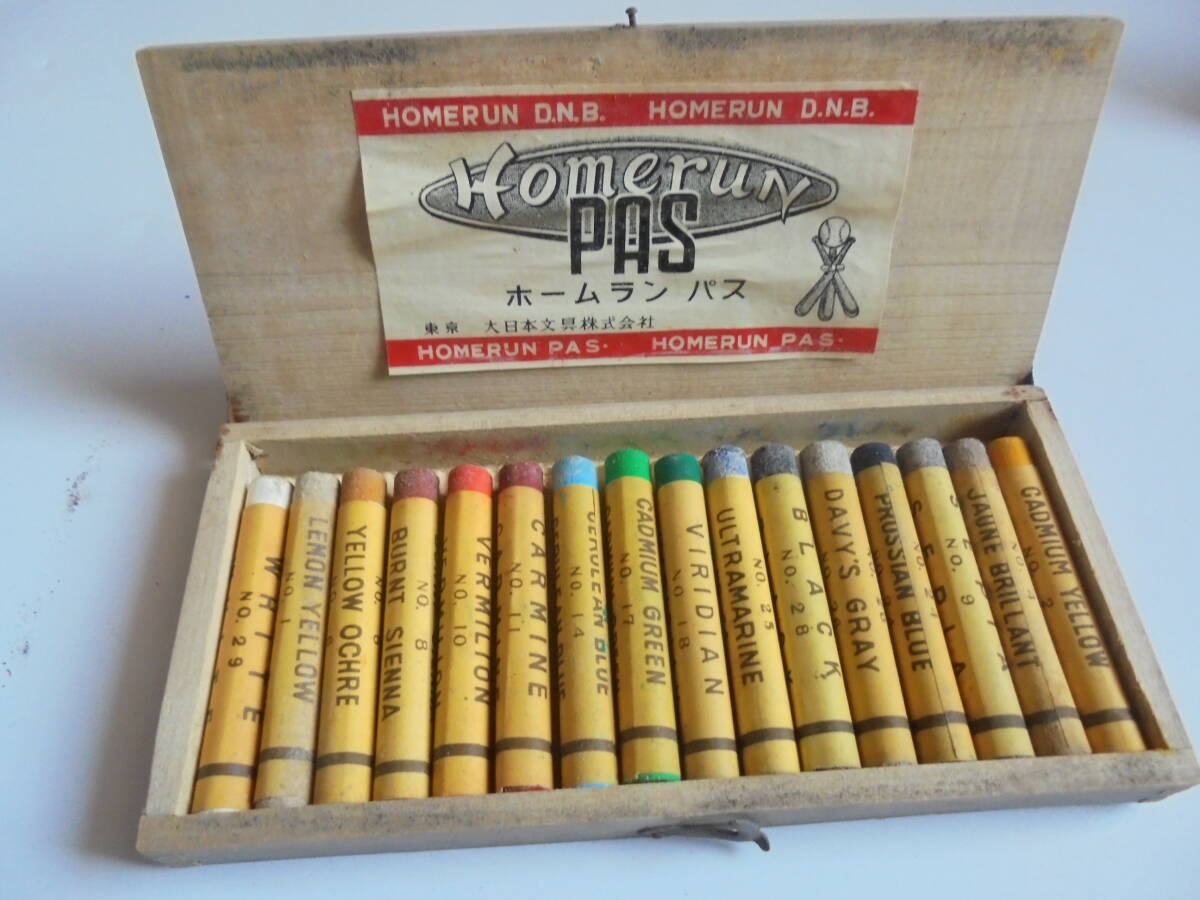 HOMERUN D.N.B. HOMERUN D.N.B.
Homerun
PAS
ホームラン パス
東京 大日本文具株式会社
HOMERUN PAS· HOMERUN PAS·
WHITE
NO. 29
LEMON YELLOW
NO. 1
YELLOW OCHRE
NO.
BURNT SIENNA
NO. 8
VERMILION
NO. 10
CARMINE
NO. 11
CERULEAN BLUE
NO. 14
CADMIUM GREEN
NO. 17
VIRIDIAN
NO. 18
ULTRAMARINE
NO. 25
BLACK
NO. 28
DAVY'S GRAY
PRUSSIAN BLUE
SEPIA
JAUNE BRILLANT
CADMIUM YELLOW
NO. 2